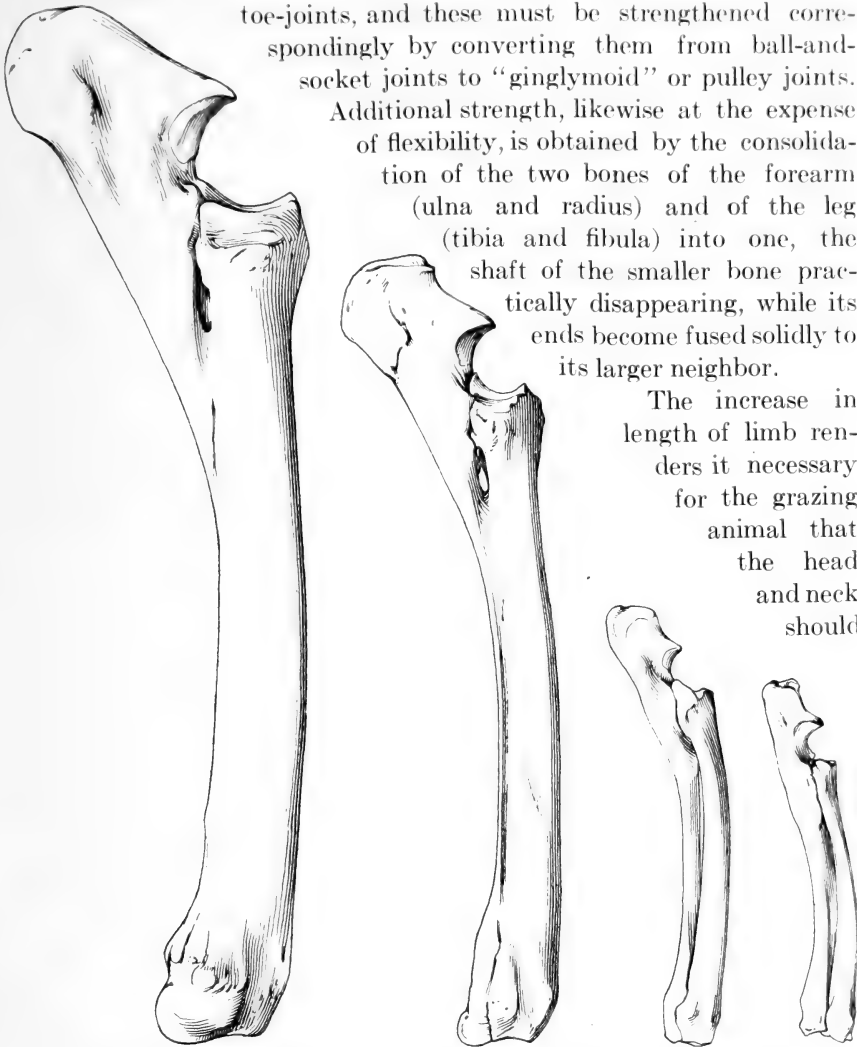 toe-joints, and these must be strengthened corre-
spondingly by converting them from ball-and-
socket joints to “ginglymoid” or pulley joints.
Additional strength, likewise at the expense
of flexibility, is obtained by the consolida-
tion of the two bones of the forearm
(ulna and radius) and of the leg
(tibia and fibula) into one, the
shaft of the smaller bone prac-
tically disappearing, while its
ends become fused solidly to
its larger neighbor.
The increase in
length of limb ren-
ders it necessary
for the grazing
animal that
the head
and neck
should